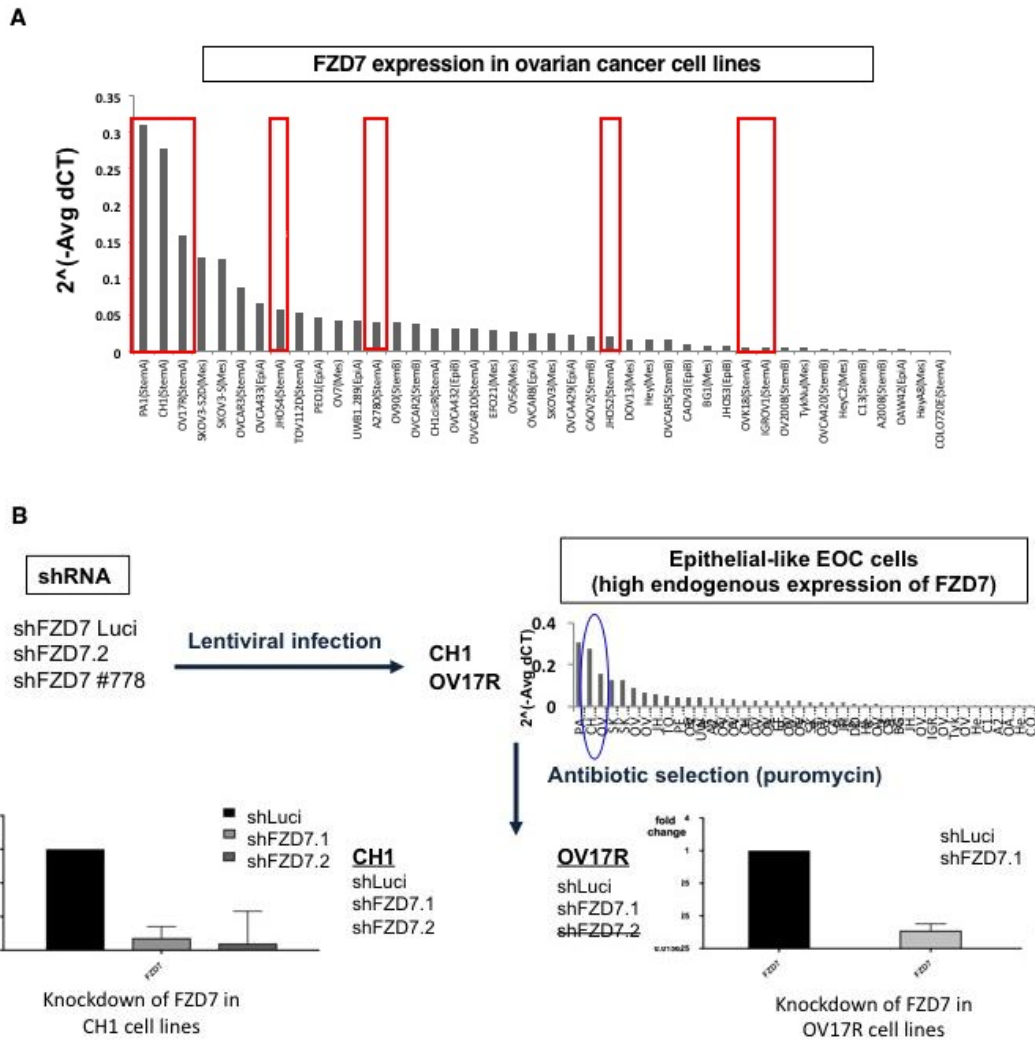 A
FZD7 expression in ovarian cancer cell lines
2^(-Avg dCT)
0.35
0.3
0.25
0.2
0.15
0.1
0.05
0
PA1(StemA)
CH1(StemA)
OV17R(StemA)
SKOV3-S2D(Mes)
SKOV3-S(Mes)
OVCAR3(StemA)
OVCA433(EpiA)
JHOS4(StemA)
TOV112D(StemA)
PEO1(EpiA)
OV7(Mes)
UWB1.289(EpiA)
A2780(StemA)
OV90(StemB)
OVCAR2(StemB)
CH1cisR(StemA)
OVCA432(EpiB)
OVCAR10(StemA)
EFO21(Mes)
OV56(Mes)
OVCAR8(EpiA)
SKOV3(Mes)
OVCA429(EpiA)
CAOV2(StemB)
JHOS2(StemA)
DOV13(Mes)
Hey(Mes)
OVCAR5(StemB)
CAOV3(EpiB)
BG1(Mes)
JHOS3(EpiB)
OVK18(StemA)
IGROV1(StemA)
OV2008(StemB)
TykNu(Mes)
OVCA420(StemB)
HeyC2(Mes)
C13(StemB)
A2008(StemB)
OAW42(EpiA)
HeyA8(Mes)
COLO720E(StemA)
B
shRNA
shFZD7 Luci
shFZD7.2
shFZD7 #778
Lentiviral infection
CH1
OV17R
Epithelial-like EOC cells
(high endogenous expression of FZD7)
2^(-Avg dCT)
0.4
0.2
0
PA...
CH...
Antibiotic selection (puromycin)
shLuci
shFZD7.1
shFZD7.2
FZD7
Knockdown of FZD7 in
CH1 cell lines
CH1
shLuci
shFZD7.1
shFZD7.2
OV17R
shLuci
shFZD7.1
shFZD7.2
fold
change
4
1
25
25
shLuci
shFZD7.1
FZD7
FZD7
Knockdown of FZD7 in
OV17R cell lines